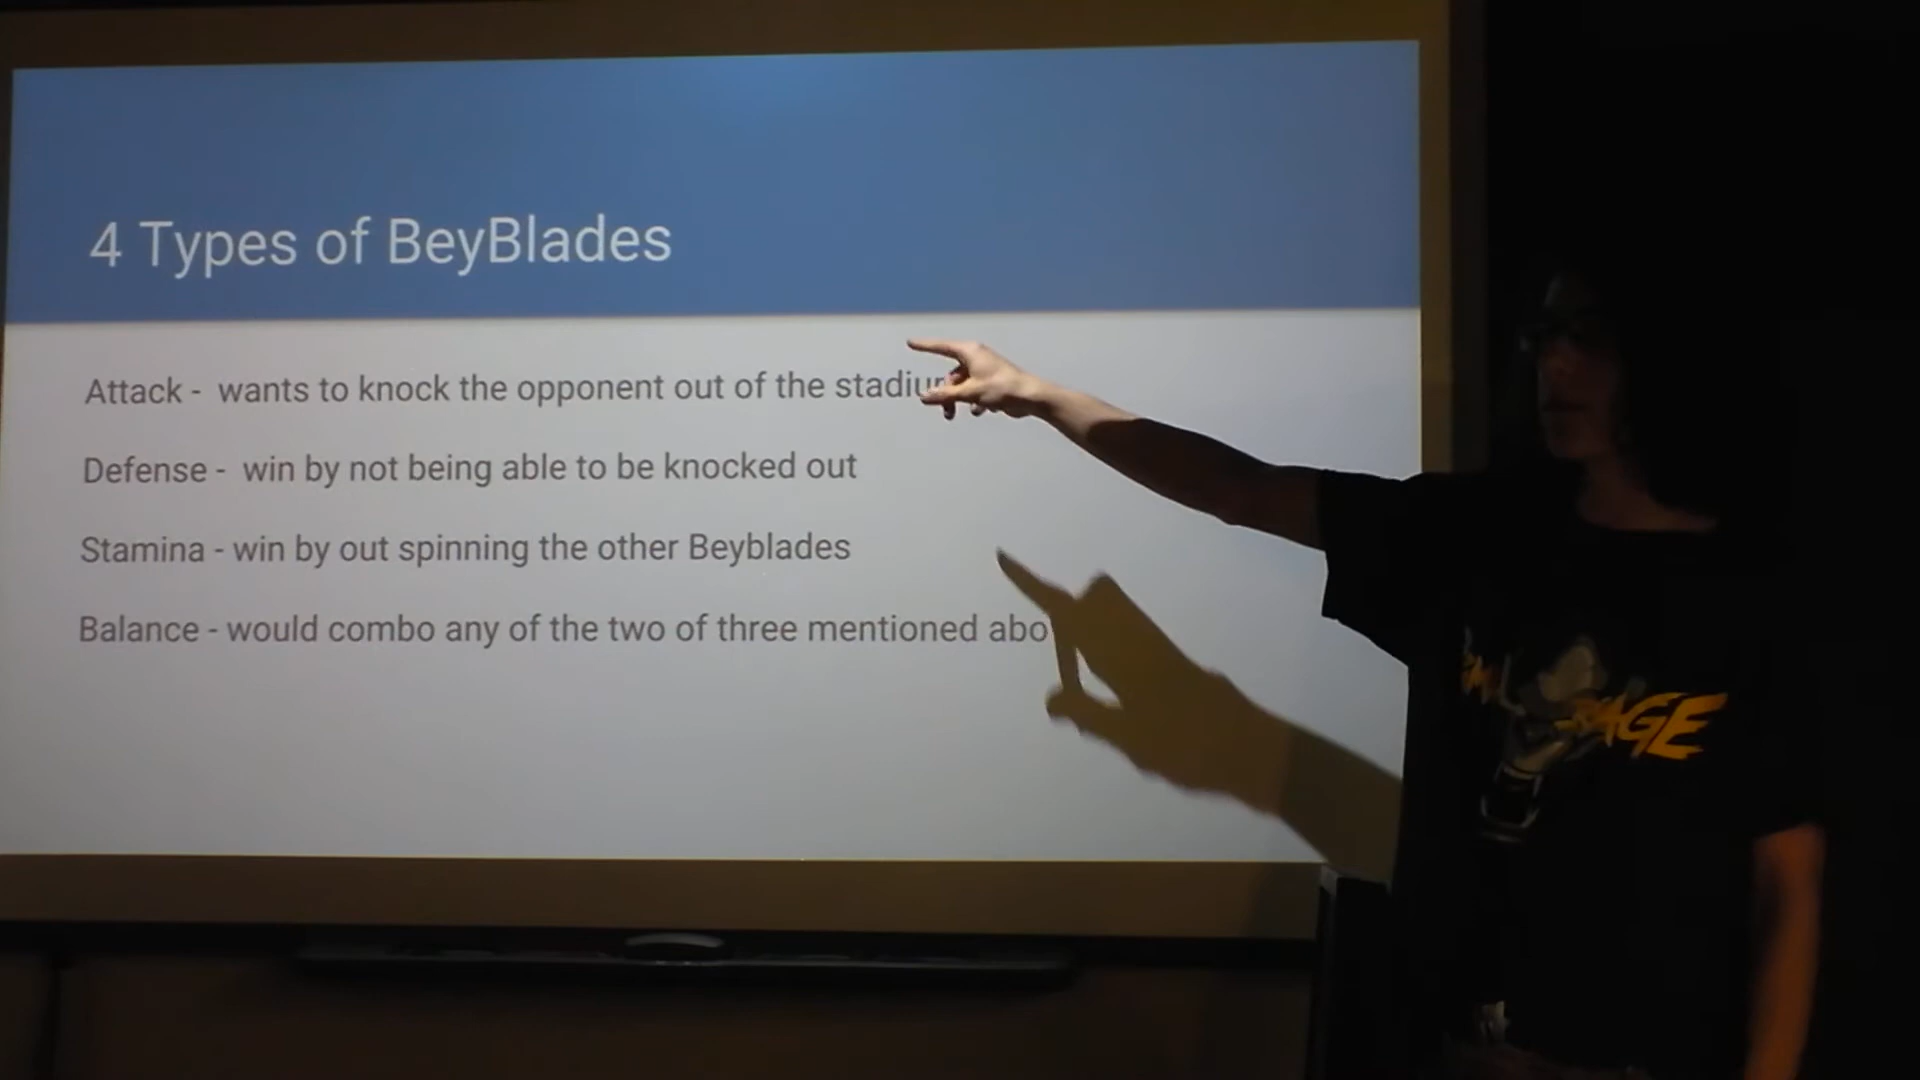 4 Types of BeyBlades
Attack - wants to knock the opponent out of the stadiu
Defense - win by not being able to be knocked out
Stamina - win by out spinning the other Beyblades
Balance - would combo any of the two of three mentioned abo
RAGE